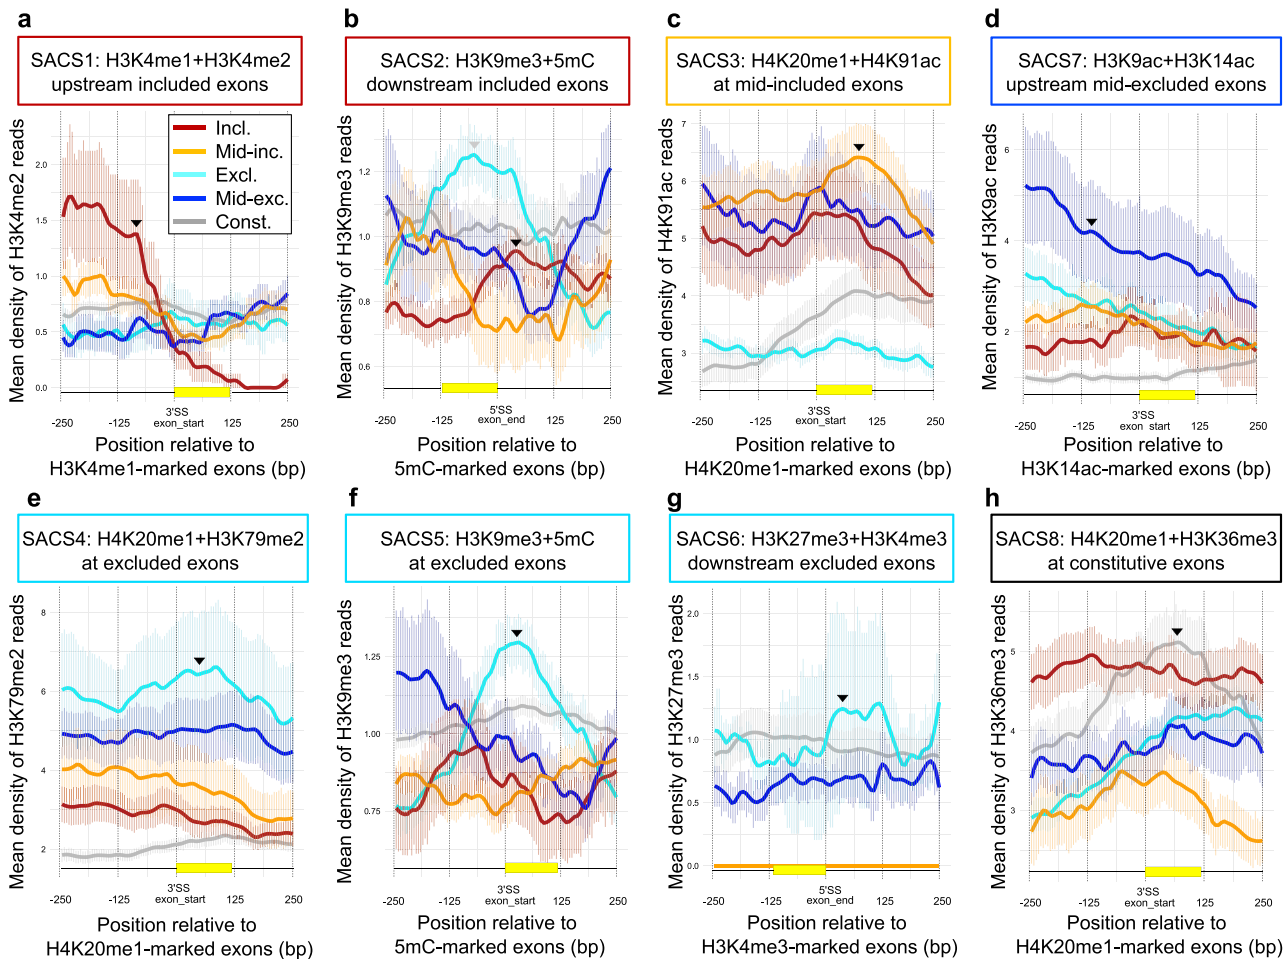 a
SACS1: H3K4me1+H3K4me2
upstream included exons
Mean density of H3K4me2 reads
2.0
1.5
1.0
0.5
0.0
Incl.
Mid-inc.
Excl.
Mid-exc.
Const.
-250
-125
3'SS
exon_start
125
250
Position relative to
H3K4me1-marked exons (bp)
b
SACS2: H3K9me3+5mC
downstream included exons
Mean density of H3K9me3 reads
1.2
1.0
0.8
0.6
-250
-125
5'SS
exon_end
125
250
Position relative to
5mC-marked exons (bp)
c
SACS3: H4K20me1+H4K91ac
at mid-included exons
Mean density of H4K91ac reads
7
6
5
4
3
-250
-125
3'SS
exon_start
125
250
Position relative to
H4K20me1-marked exons (bp)
d
SACS7: H3K9ac+H3K14ac
upstream mid-excluded exons
Mean density of H3K9ac reads
6
4
2
-250
-125
3'SS
exon_start
125
250
Position relative to
H3K14ac-marked exons (bp)
e
SACS4: H4K20me1+H3K79me2
at excluded exons
Mean density of H3K79me2 reads
8
6
4
2
-250
-125
3'SS
exon_start
125
250
Position relative to
H4K20me1-marked exons (bp)
f
SACS5: H3K9me3+5mC
at excluded exons
Mean density of H3K9me3 reads
1.25
1.00
0.75
-250
-125
3'SS
exon_start
125
250
Position relative to
5mC-marked exons (bp)
g
SACS6: H3K27me3+H3K4me3
downstream excluded exons
Mean density of H3K27me3 reads
2.0
1.5
1.0
0.5
0.0
-250
-125
5'SS
exon_end
125
250
Position relative to
H3K4me3-marked exons (bp)
h
SACS8: H4K20me1+H3K36me3
at constitutive exons
Mean density of H3K36me3 reads
5
4
3
-250
-125
3'SS
exon_start
125
250
Position relative to
H4K20me1-marked exons (bp)